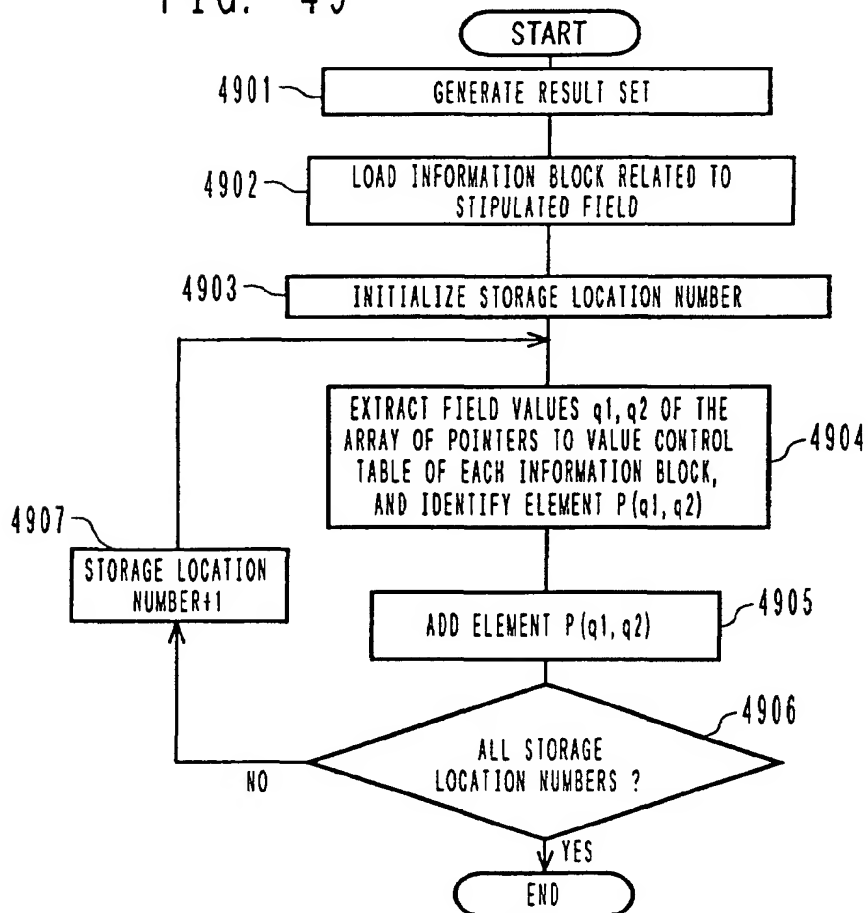 FIG. 49
START
4901
GENERATE RESULT SET
4902
LOAD INFORMATION BLOCK RELATED TO
STIPULATED FIELD
4903
INITIALIZE STORAGE LOCATION NUMBER
EXTRACT FIELD VALUES q1,q2 OF THE
ARRAY OF POINTERS TO VALUE CONTROL
TABLE OF EACH INFORMATION BLOCK,
AND IDENTIFY ELEMENT P(q1,q2)
4904
4907
STORAGE LOCATION
NUMBER+1
ADD ELEMENT P(q1,q2)
4905
4906
ALL STORAGE
LOCATION NUMBERS ?
NO
YES
END